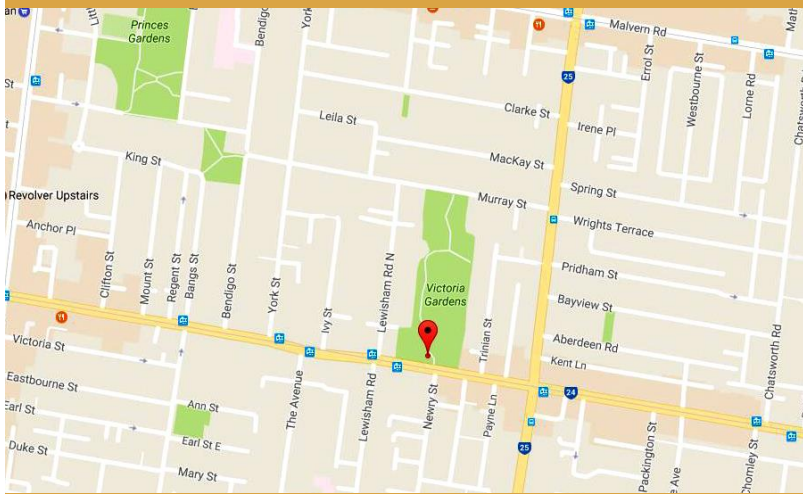 Princes
Gardens
Bendigo
York
Malvern Rd
25
Errol St
Westbourne St
Lorne Rd
Leila St
Clarke St
Irene Pl
King St
MacKay St
Revolver Upstairs
Murray St
Spring St
Wrights Terrace
Anchor Pl
Clifton St
Mount St
Regent St
Bangs St
Bendigo St
York St
Ivy St
Lewisham Rd N
Victoria
Gardens
Trinian St
Pridham St
Bayview St
Aberdeen Rd
Kent Ln
Chatsworth Rd
Victoria St
Eastbourne St
Earl St
Duke St
Ann St
Earl St E
Mary St
The Avenue
Lewisham Rd
Newry St
Payne Ln
24
25
Packington St
Chomley St